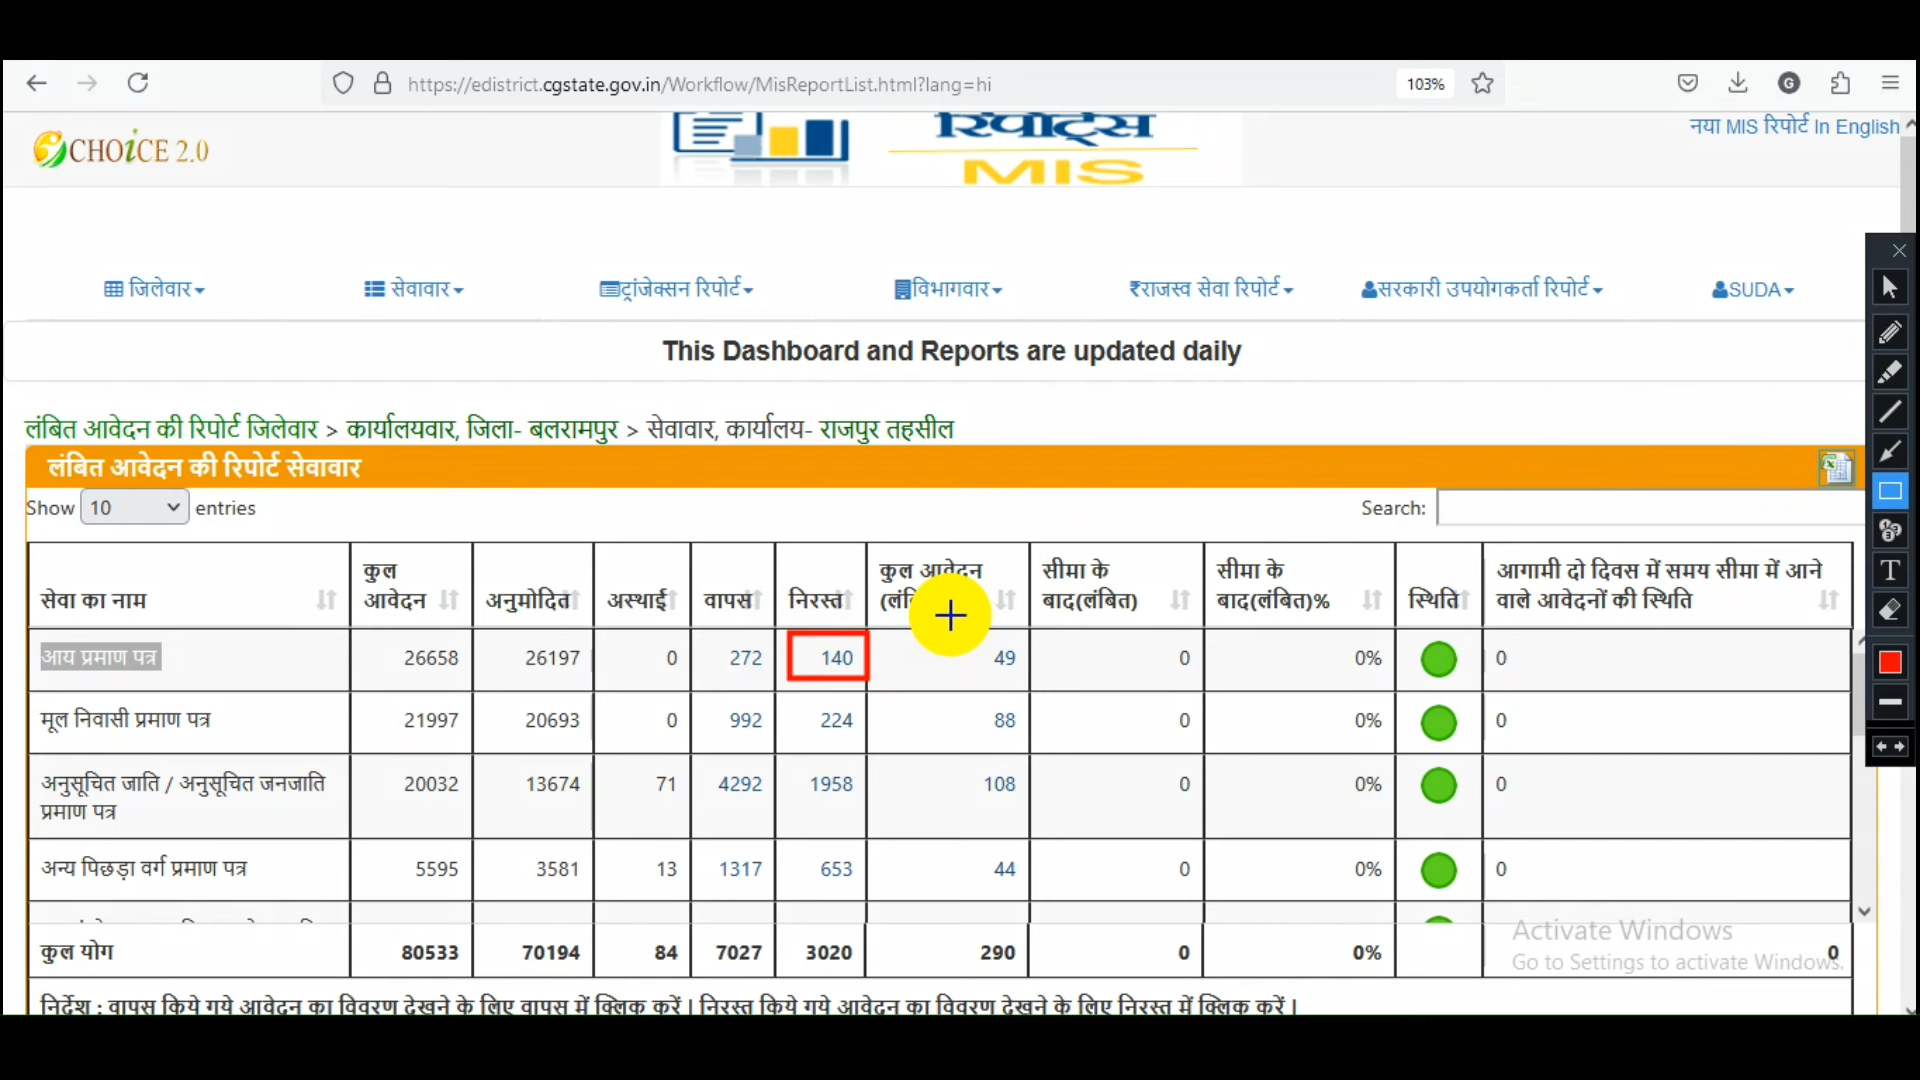 https://edistrict.cgstate.gov.in/Workflow/MisReportList.html?lang=hi
103%
G
CHOiCE 2.0
रिपोर्ट्स
MIS
नया MIS रिपोर्ट In English
जिलेवार
सेवावार
ट्रांजेक्सन रिपोर्ट
विभागवार
₹राजस्व सेवा रिपोर्ट
सरकारी उपयोगकर्ता रिपोर्ट
SUDA
This Dashboard and Reports are updated daily
लंबित आवेदन की रिपोर्ट जिलेवार > कार्यालयवार, जिला- बलरामपुर > सेवावार, कार्यालय- राजपुर तहसील
लंबित आवेदन की रिपोर्ट सेवावार
Show 10 entries
Search:
सेवा का नाम
कुल आवेदन
अनुमोदित
अस्थाई
वापस
निरस्त
कुल आवेदन
सीमा के बाद(लंबित)
सीमा के बाद(लंबित)%
स्थिति
आगामी दो दिवस में समय सीमा में आने वाले आवेदनों की स्थिति
आय प्रमाण पत्र 26658 26197 0 272 140 49 0 0% 0
मूल निवासी प्रमाण पत्र 21997 20693 0 992 224 88 0 0% 0
अनुसूचित जाति / अनुसूचित जनजाति प्रमाण पत्र 20032 13674 71 4292 1958 108 0 0% 0
अन्य पिछड़ा वर्ग प्रमाण पत्र 5595 3581 13 1317 653 44 0 0% 0
कुल योग 80533 70194 84 7027 3020 290 0 0% 0
Activate Windows
Go to Settings to activate Windows.
निर्देश : वापस किये गये आवेदन का विवरण देखने के लिए वापस में क्लिक करें | निरस्त किये गये आवेदन का विवरण देखने के लिए निरस्त में क्लिक करें |